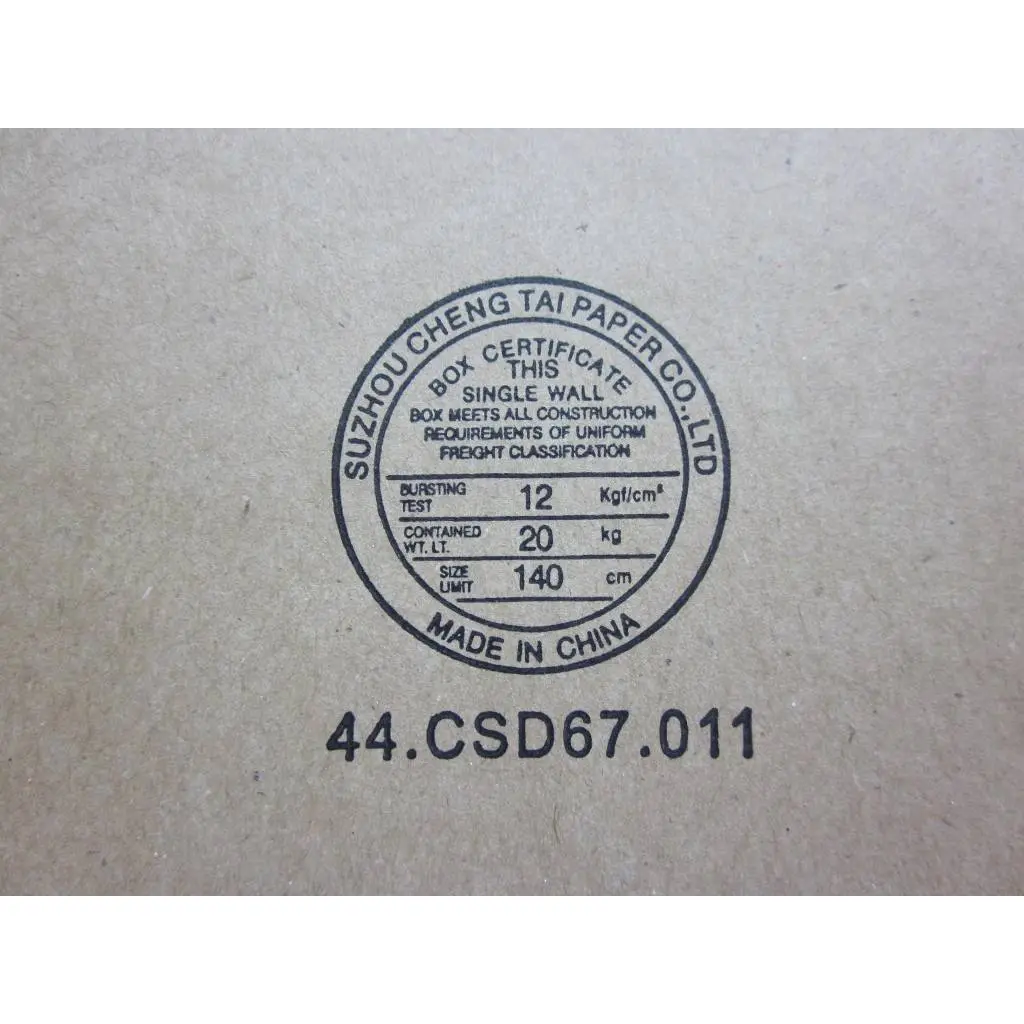 SUZHOU CHENG TAI PAPER CO.,LTD
BOX CERTIFICATE
THIS
SINGLE WALL
BOX MEETS ALL CONSTRUCTION
REQUIREMENTS OF UNIFORM
FREIGHT CLASSIFICATION
BURSTING TEST 12 Kgf/cm²
CONTAINED WT. LT. 20 kg
SIZE LIMIT 140 cm
MADE IN CHINA
44.CSD67.011